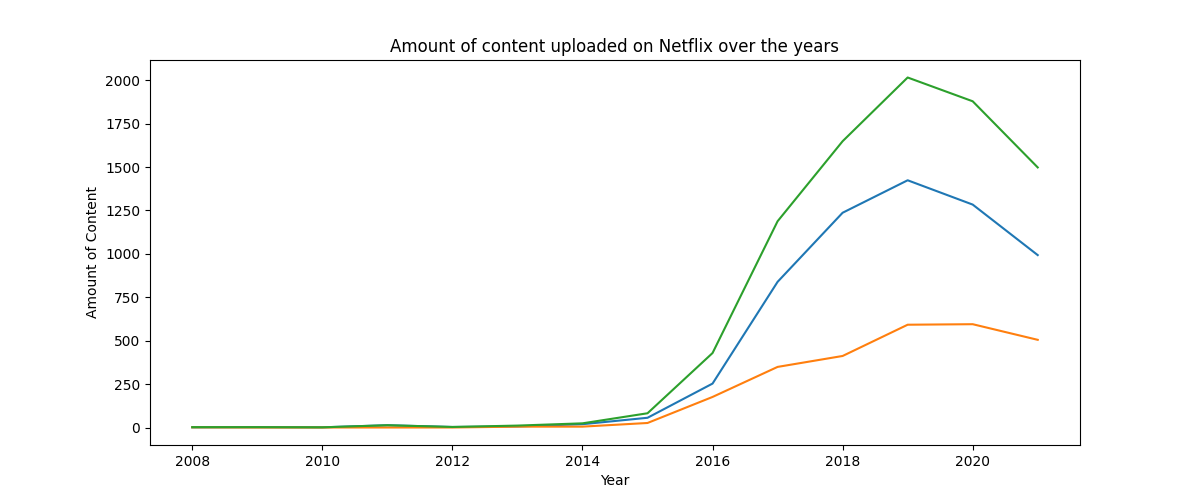 Amount of content uploaded on Netflix over the years
2000
1750
1500
1250
1000
750
500
250
0
Amount of Content
2008 2010 2012 2014 2016 2018 2020
Year